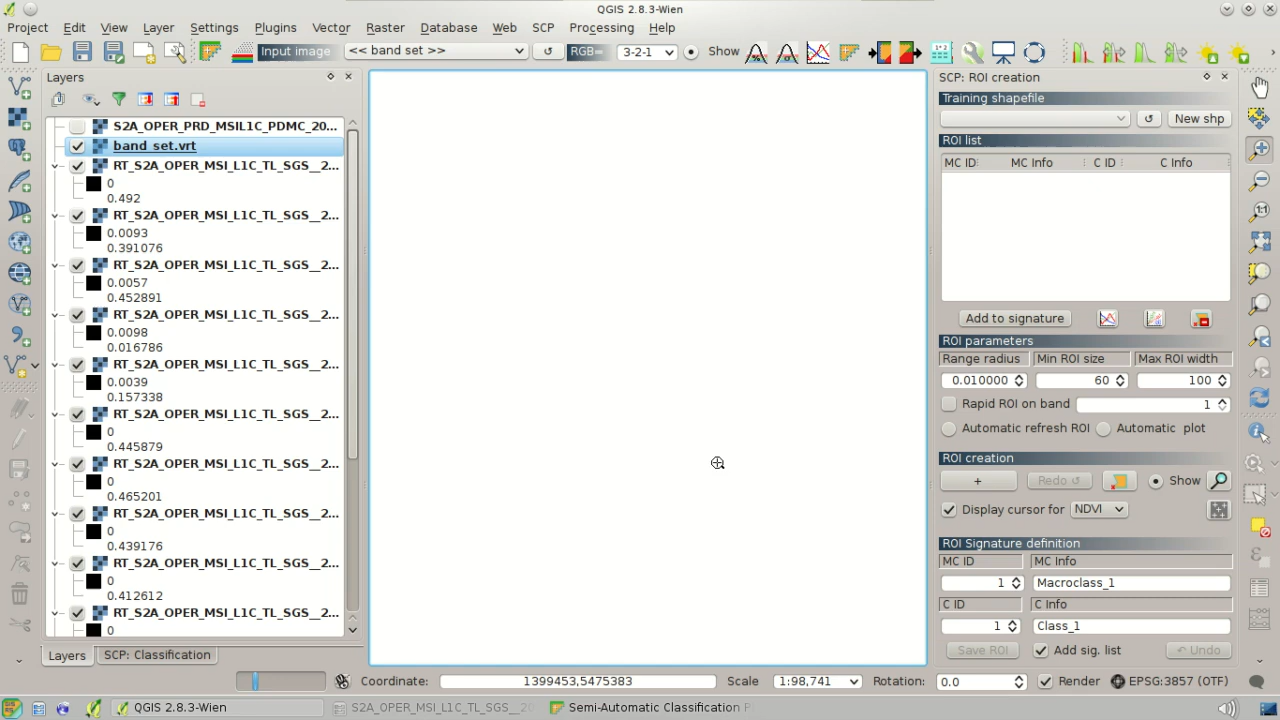 QGIS 2.8.3-Wien
Project Edit View Layer Settings Plugins Vector Raster Database Web SCP Processing Help
Input image << band set >> RGB= 3-2-1 Show
Layers
S2A_OPER_PRD_MSIL1C_PDMC_20...
band_set.vrt
RT_S2A_OPER_MSI_L1C_TL_SGS__2...
0
0.492
RT_S2A_OPER_MSI_L1C_TL_SGS__2...
0.0093
0.391076
RT_S2A_OPER_MSI_L1C_TL_SGS__2...
0.0057
0.452891
RT_S2A_OPER_MSI_L1C_TL_SGS__2...
0.0098
0.016786
RT_S2A_OPER_MSI_L1C_TL_SGS__2...
0.0039
0.157338
RT_S2A_OPER_MSI_L1C_TL_SGS__2...
0
0.445879
RT_S2A_OPER_MSI_L1C_TL_SGS__2...
0
0.465201
RT_S2A_OPER_MSI_L1C_TL_SGS__2...
0
0.439176
RT_S2A_OPER_MSI_L1C_TL_SGS__2...
0
0.412612
RT_S2A_OPER_MSI_L1C_TL_SGS__2...
0
Layers SCP: Classification
SCP: ROI creation
Training shapefile
New shp
ROI list
MC ID MC Info C ID C Info
Add to signature
ROI parameters
Range radius Min ROI size Max ROI width
0.010000 60 100
Rapid ROI on band 1
Automatic refresh ROI Automatic plot
ROI creation
+ Redo ↺ Show
Display cursor for NDVI
ROI Signature definition
MC ID MC Info
1 Macroclass_1
C ID C Info
1 Class_1
Save ROI Add sig. list Undo
Coordinate: 1399453,5475383 Scale 1:98,741 Rotation: 0.0 Render EPSG:3857 (OTF)
QGIS 2.8.3-Wien S2A_OPER_MSI_L1C_TL_SGS__20 Semi-Automatic Classification P